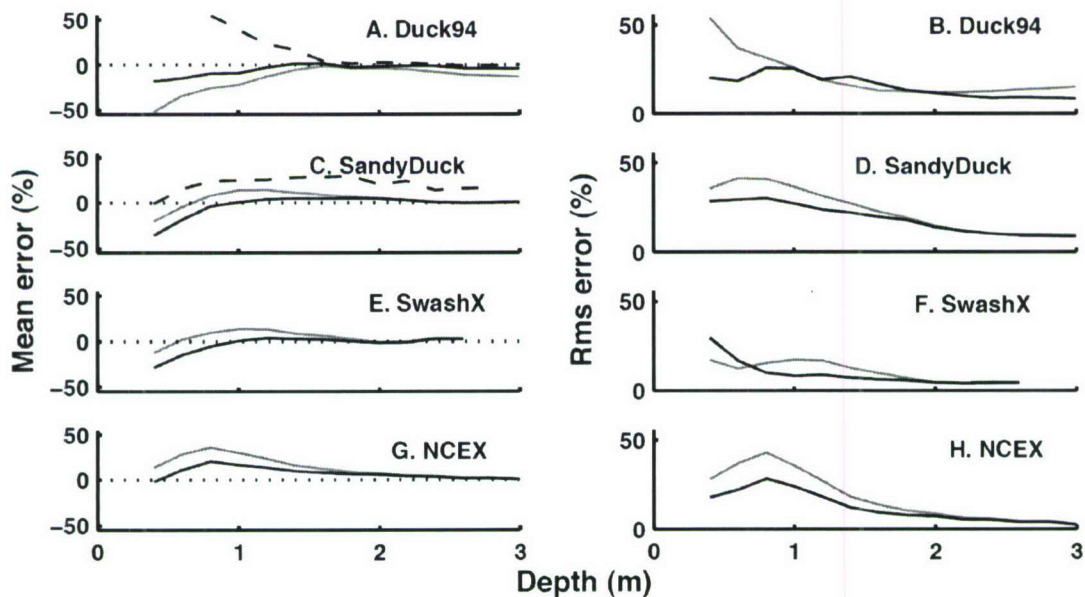 50
0
−50
A. Duck94
50
0
B. Duck94
50
0
−50
C. SandyDuck
50
0
D. SandyDuck
50
0
−50
E. SwashX
50
0
F. SwashX
50
0
−50
G. NCEX
50
0
H. NCEX
0
1
2
3
0
1
2
3
Mean error (%)
Rms error (%)
Depth (m)